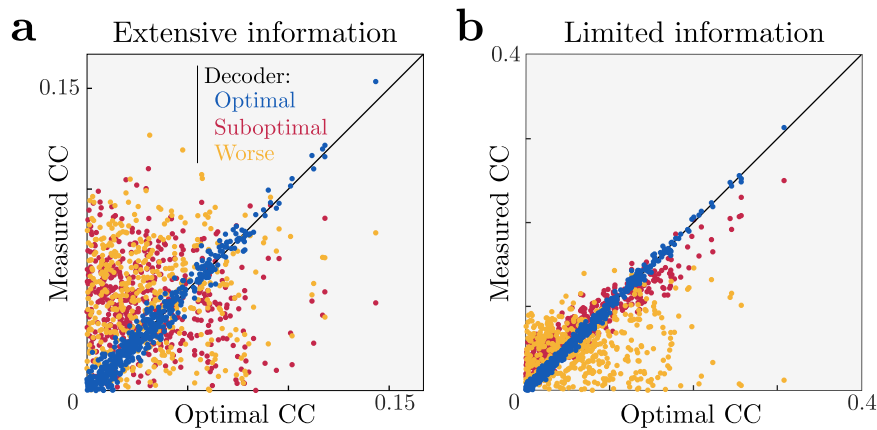 a
Extensive information
0.15
Decoder:
Optimal
Suboptimal
Worse
Measured CC
0
Optimal CC
0.15
b
Limited information
0.4
Measured CC
0
Optimal CC
0.4